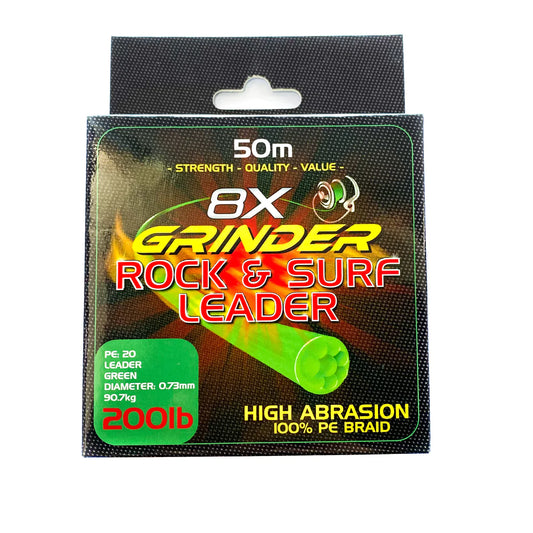 50m
- STRENGTH - QUALITY - VALUE -
8X
GRINDER
ROCK & SURF
LEADER
PE: 20
LEADER
GREEN
DIAMETER: 0.73mm
90.7kg
200lb
HIGH ABRASION
100% PE BRAID